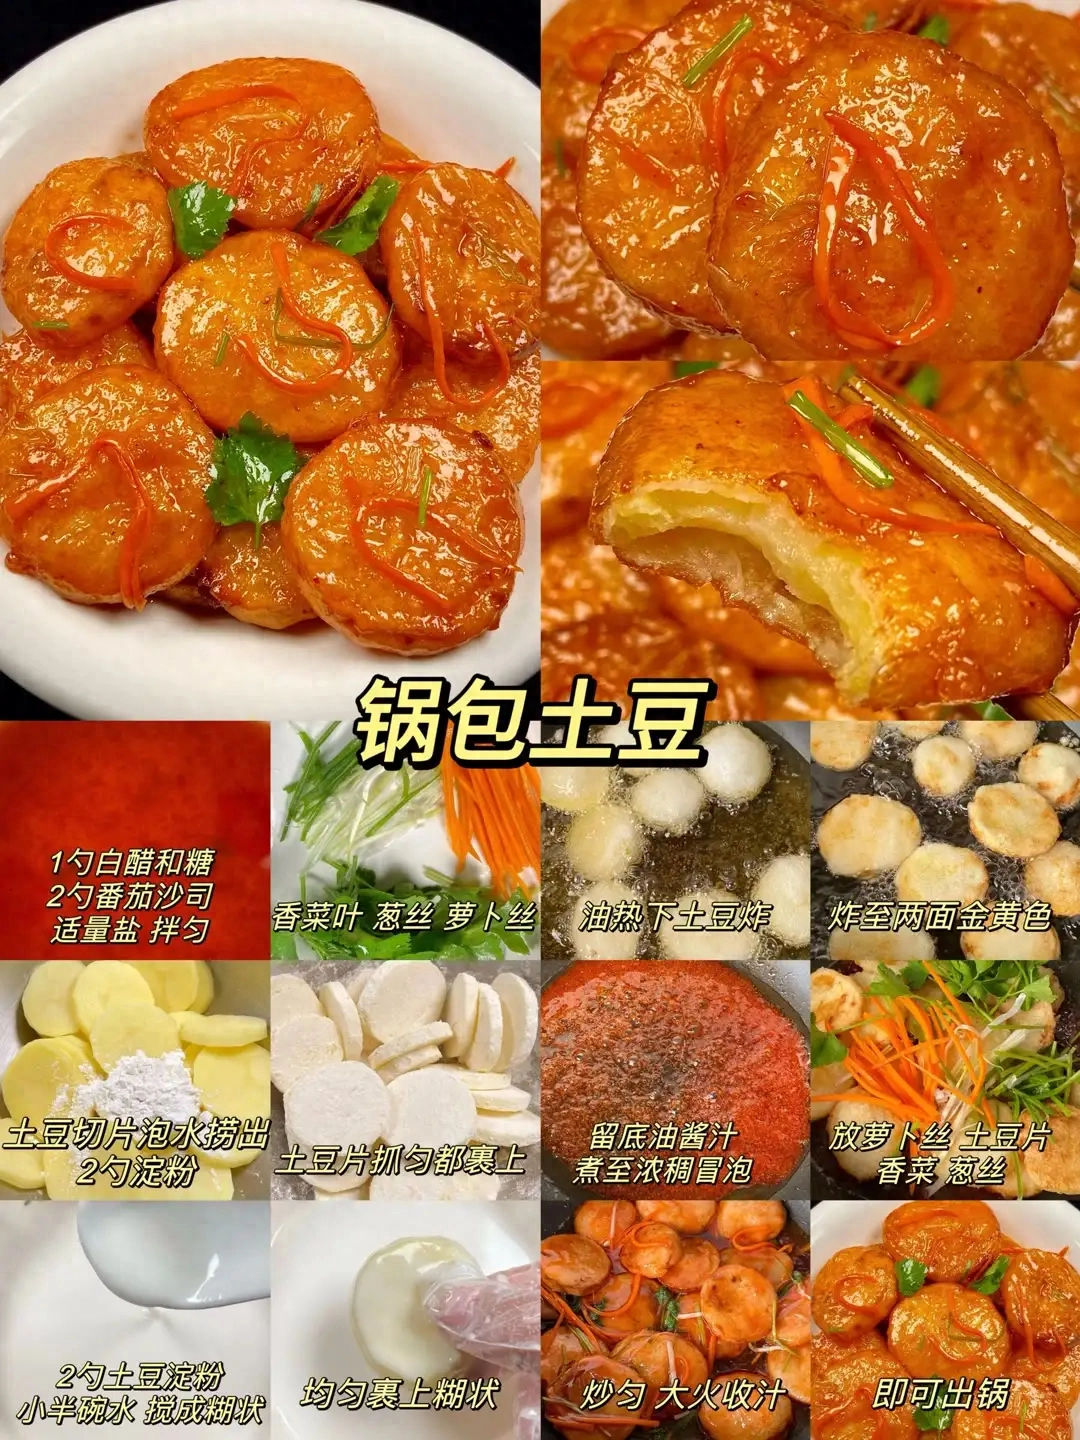 锅包土豆
1勺白醋和糖
2勺番茄沙司
适量盐 拌匀
香菜叶 葱丝 萝卜丝
油热下土豆炸
炸至两面金黄色
土豆切片泡水捞出
2勺淀粉
土豆片抓匀都裹上
留底油酱汁
煮至浓稠冒泡
放萝卜丝 土豆片
香菜 葱丝
2勺土豆淀粉
小半碗水 搅成糊状
均匀裹上糊状
炒匀 大火收汁
即可出锅